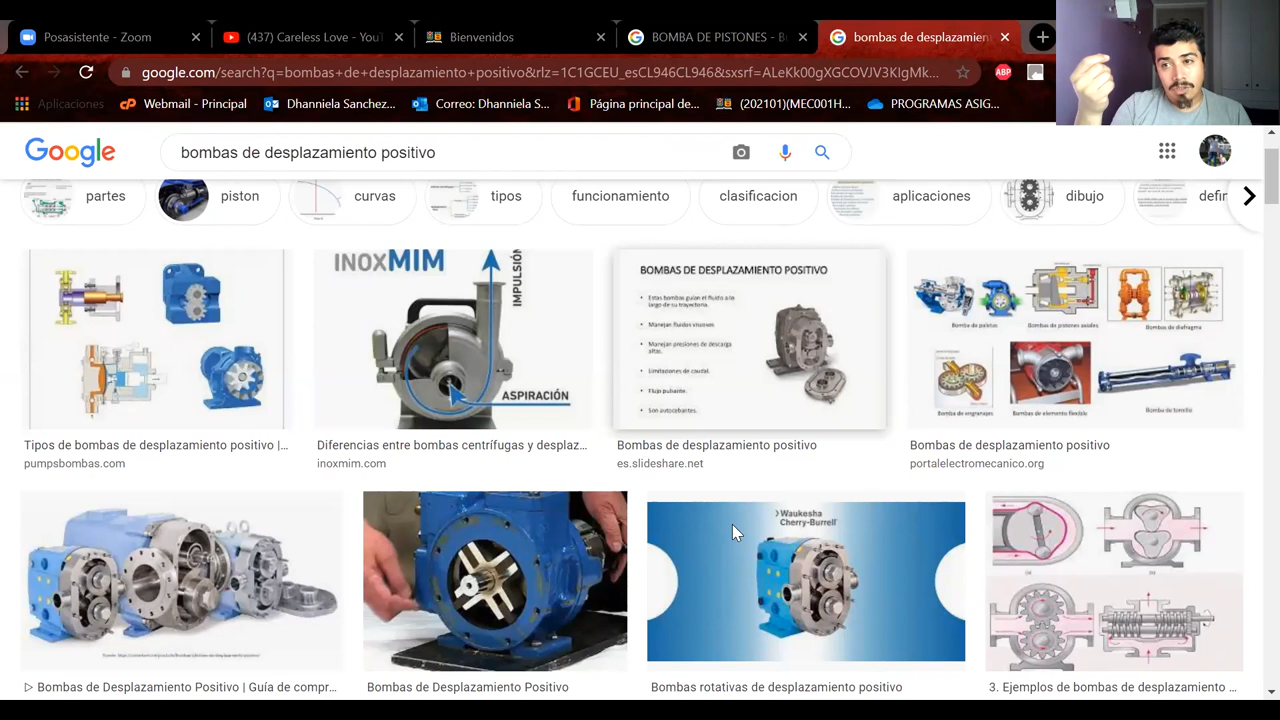 Posasistente - Zoom
(437) Careless Love - You
Bienvenidos
BOMBA DE PISTONES - B
bombas de desplazamien
google.com/search?q=bombas+de+desplazamiento+positivo&rlz=1C1GCEU_esCL946CL946&sxsrf=ALeKk00gXGCOVJV3KIgMk...
ABP
Aplicaciones
Webmail - Principal
Dhanniela Sanchez...
Correo: Dhanniela S...
Página principal de...
(202101)(MEC001H...
PROGRAMAS ASIG...
Google
bombas de desplazamiento positivo
partes
piston
curvas
tipos
funcionamiento
clasificacion
aplicaciones
dibujo
defin
INOXMIM
IMPULSIÓN
ASPIRACIÓN
BOMBAS DE DESPLAZAMIENTO POSITIVO
• Estas bombas guían el fluido a lo
largo de su trayectoria.
• Manejan fluidos viscosos
• Manejan presiones de descarga
altas.
• Limitaciones de caudal.
• Flujo pulsante.
• Son autocebantes.
Bomba de paletas
Bombas de pistones axiales
Bombas de diafragma
Bomba de engranajes
Bombas de elemento flexible
Bomba de tornillo
Tipos de bombas de desplazamiento positivo |...
pumpsbombas.com
Diferencias entre bombas centrífugas y desplaz...
inoxmim.com
Bombas de desplazamiento positivo
es.slideshare.net
Bombas de desplazamiento positivo
portalelectromecanico.org
Waukesha
Cherry-Burrell
▷ Bombas de Desplazamiento Positivo | Guía de compr...
Bombas de Desplazamiento Positivo
Bombas rotativas de desplazamiento positivo
3. Ejemplos de bombas de desplazamiento ...